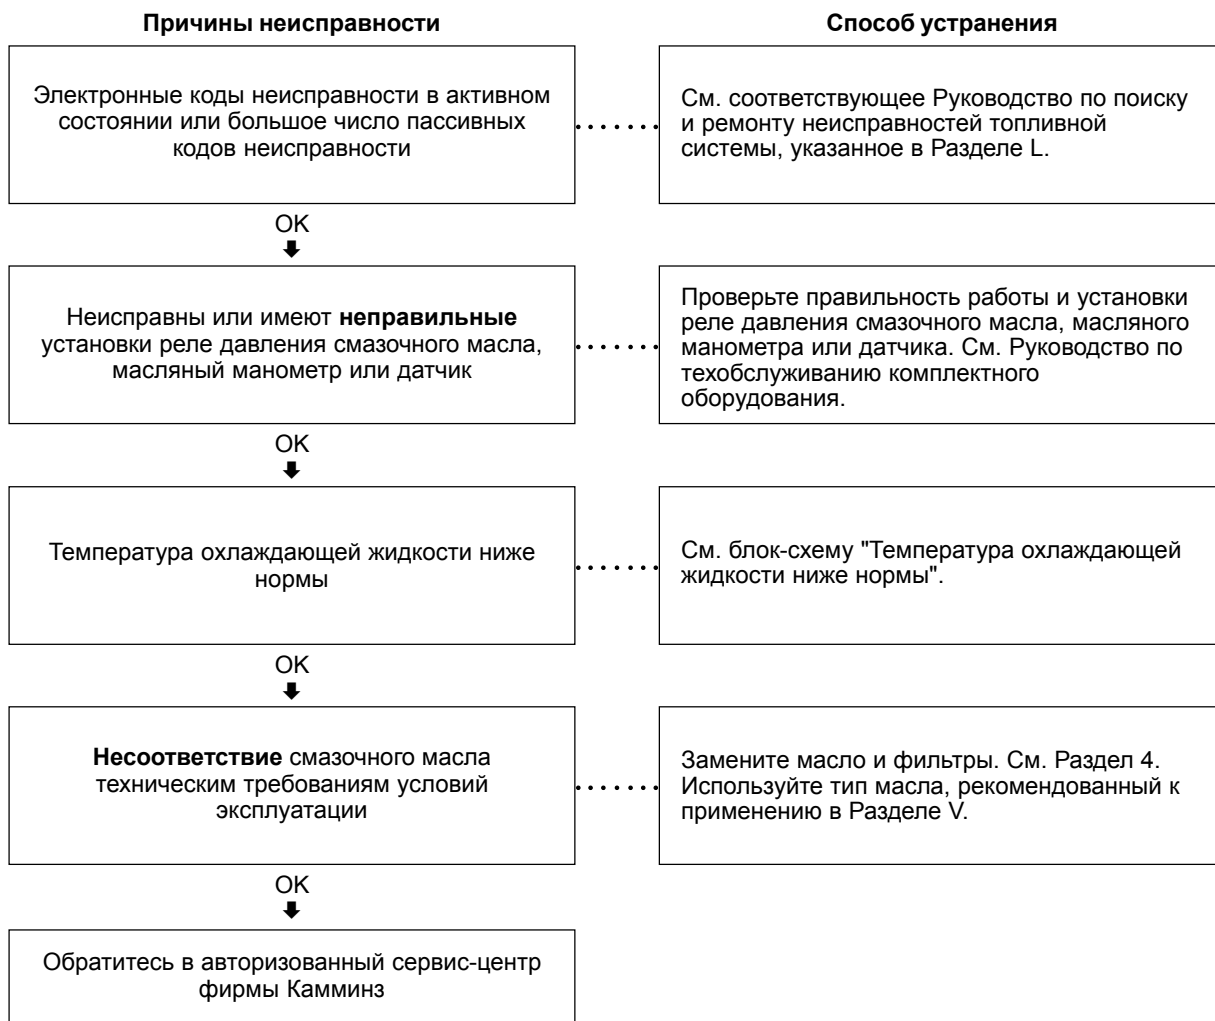 Причины неисправности
Способ устранения
Электронные коды неисправности в активном
состоянии или большое число пассивных
кодов неисправности
См. соответствующее Руководство по поиску
и ремонту неисправностей топливной
системы, указанное в Разделе L.
OK
Неисправны или имеют неправильные
установки реле давления смазочного масла,
масляный манометр или датчик
Проверьте правильность работы и установки
реле давления смазочного масла, масляного
манометра или датчика. См. Руководство по
техобслуживанию комплектного
оборудования.
OK
Температура охлаждающей жидкости ниже
нормы
См. блок-схему "Температура охлаждающей
жидкости ниже нормы".
OK
Несоответствие смазочного масла
техническим требованиям условий
эксплуатации
Замените масло и фильтры. См. Раздел 4.
Используйте тип масла, рекомендованный к
применению в Разделе V.
OK
Обратитесь в авторизованный сервис-центр
фирмы Камминз